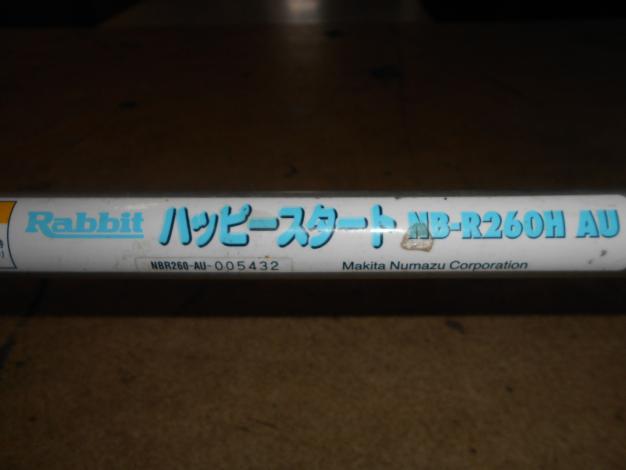 Rabbit ハッピースタート NB-R260H AU
NBR260-AU-005432 Makita Numazu Corporation